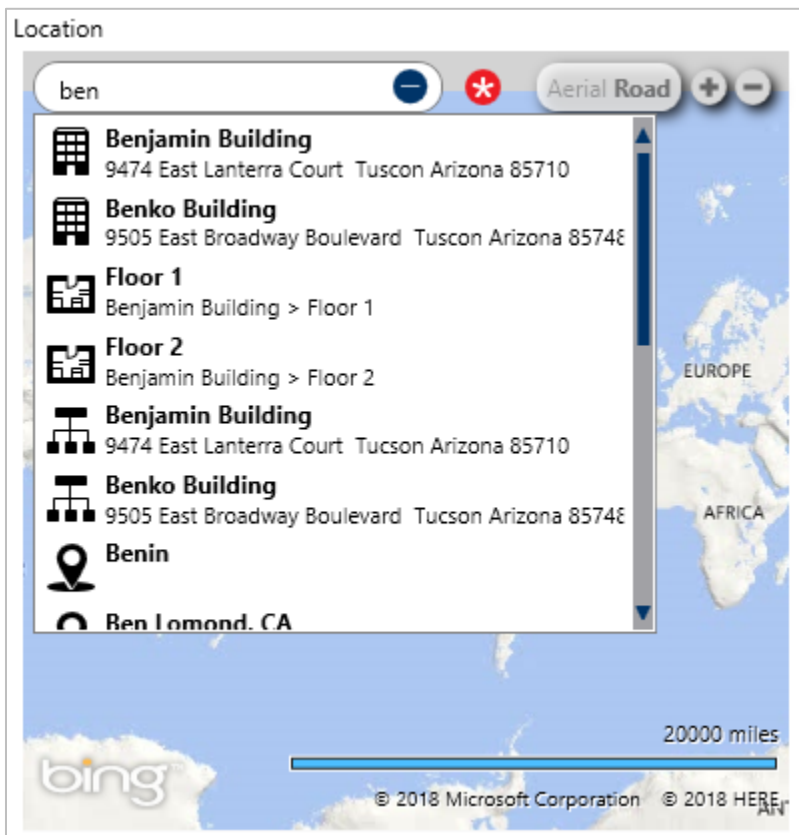 Location
ben
Aerial Road
Benjamin Building
9474 East Lanterra Court Tuscon Arizona 85710
Benko Building
9505 East Broadway Boulevard Tuscon Arizona 85748
Floor 1
Benjamin Building > Floor 1
Floor 2
Benjamin Building > Floor 2
Benjamin Building
9474 East Lanterra Court Tucson Arizona 85710
Benko Building
9505 East Broadway Boulevard Tucson Arizona 85748
Benin
Ben Lomond, CA
EUROPE
AFRICA
20000 miles
bing
© 2018 Microsoft Corporation © 2018 HERE